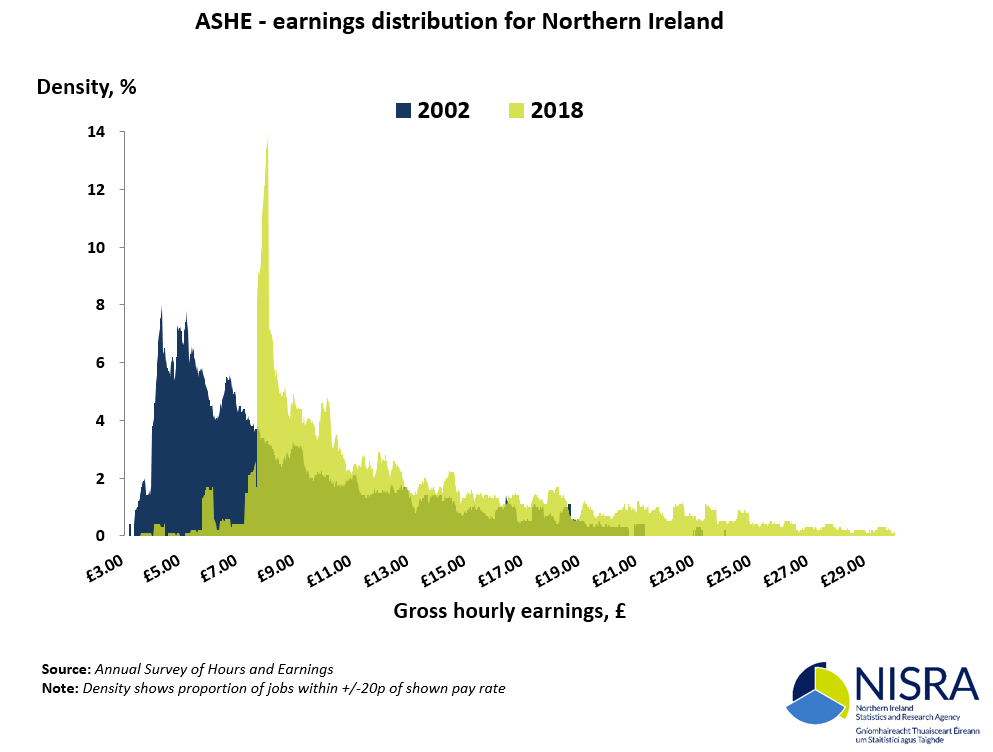 ASHE - earnings distribution for Northern Ireland
Density, %
2002 2018
14
12
10
8
6
4
2
0
£3.00 £5.00 £7.00 £9.00 £11.00 £13.00 £15.00 £17.00 £19.00 £21.00 £23.00 £25.00 £27.00 £29.00
Gross hourly earnings, £
Source: Annual Survey of Hours and Earnings
Note: Density shows proportion of jobs within +/-20p of shown pay rate
NISRA
Northern Ireland
Statistics and Research Agency
Gníomhaireacht Thuaisceart Éireann
um Staitisticí agus Taighde